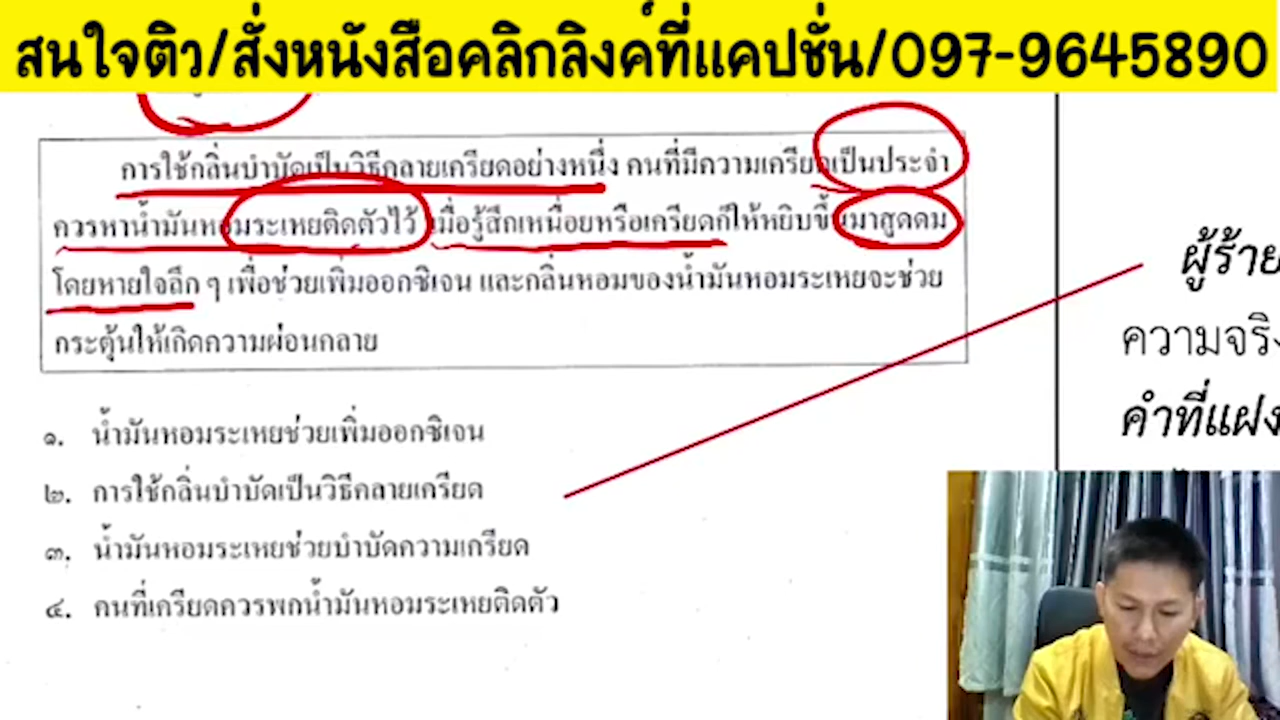 สนใจติว/สั่งหนังสือคลิกลิงค์ที่แคปชั่น/097-9645890
การใช้กลิ่นบำบัดเป็นวิธีคลายเครียดอย่างหนึ่ง คนที่มีความเครียดเป็นประจำ
ควรหาน้ำมันหอมระเหยติดตัวไว้ เมื่อรู้สึกเหนื่อยหรือเครียดก็ให้หยิบขึ้นมาสูดดม
โดยหายใจลึก ๆ เพื่อช่วยเพิ่มออกซิเจน และกลิ่นหอมของน้ำมันหอมระเหยจะช่วย
กระตุ้นให้เกิดความผ่อนคลาย
๑. น้ำมันหอมระเหยช่วยเพิ่มออกซิเจน
๒. การใช้กลิ่นบำบัดเป็นวิธีคลายเครียด
๓. น้ำมันหอมระเหยช่วยบำบัดความเครียด
๔. คนที่เครียดควรพกน้ำมันหอมระเหยติดตัว
ผู้ร้าย
ความจริง
คำที่แฝง